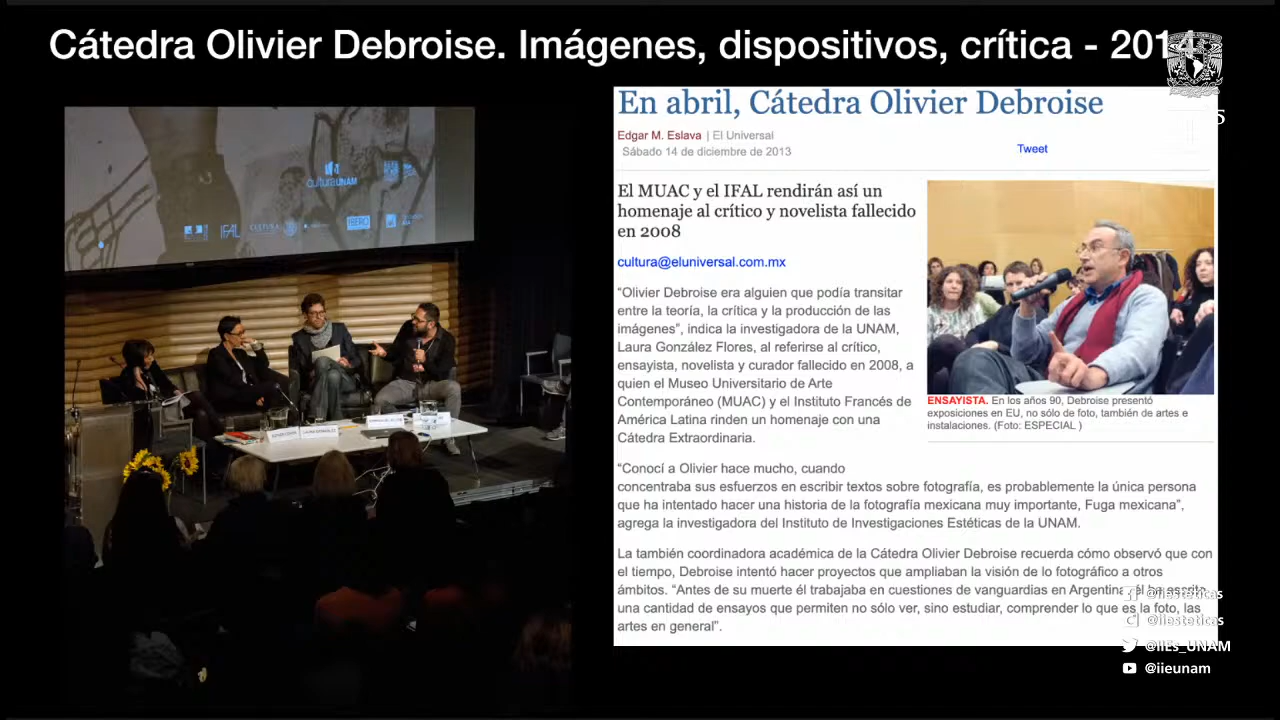 Cátedra Olivier Debroise. Imágenes, dispositivos, crítica - 2014
En abril, Cátedra Olivier Debroise
Edgar M. Eslava | El Universal
Sábado 14 de diciembre de 2013
Tweet
El MUAC y el IFAL rendirán así un
homenaje al crítico y novelista fallecido
en 2008
cultura@eluniversal.com.mx
“Olivier Debroise era alguien que podía transitar
entre la teoría, la crítica y la producción de las
imágenes”, indica la investigadora de la UNAM,
Laura González Flores, al referirse al crítico,
ensayista, novelista y curador fallecido en 2008, a
quien el Museo Universitario de Arte
Contemporáneo (MUAC) y el Instituto Francés de
América Latina rinden un homenaje con una
Cátedra Extraordinaria.
ENSAYISTA. En los años 90, Debroise presentó
exposiciones en EU, no sólo de foto, también de artes e
instalaciones. (Foto: ESPECIAL )
“Conocí a Olivier hace mucho, cuando
concentraba sus esfuerzos en escribir textos sobre fotografía, es probablemente la única persona
que ha intentado hacer una historia de la fotografía mexicana muy importante, Fuga mexicana”,
agrega la investigadora del Instituto de Investigaciones Estéticas de la UNAM.
La también coordinadora académica de la Cátedra Olivier Debroise recuerda cómo observó que con
el tiempo, Debroise intentó hacer proyectos que ampliaban la visión de lo fotográfico a otros
ámbitos. “Antes de su muerte él trabajaba en cuestiones de vanguardias en Argentina, él ha escrito
una cantidad de ensayos que permiten no sólo ver, sino estudiar, comprender lo que es la foto, las
artes en general”.
culturaUNAM
IFAL
CULTURA
IBERO
@iiesteticas
@iiesteticas
@IIEs_UNAM
@iieunam